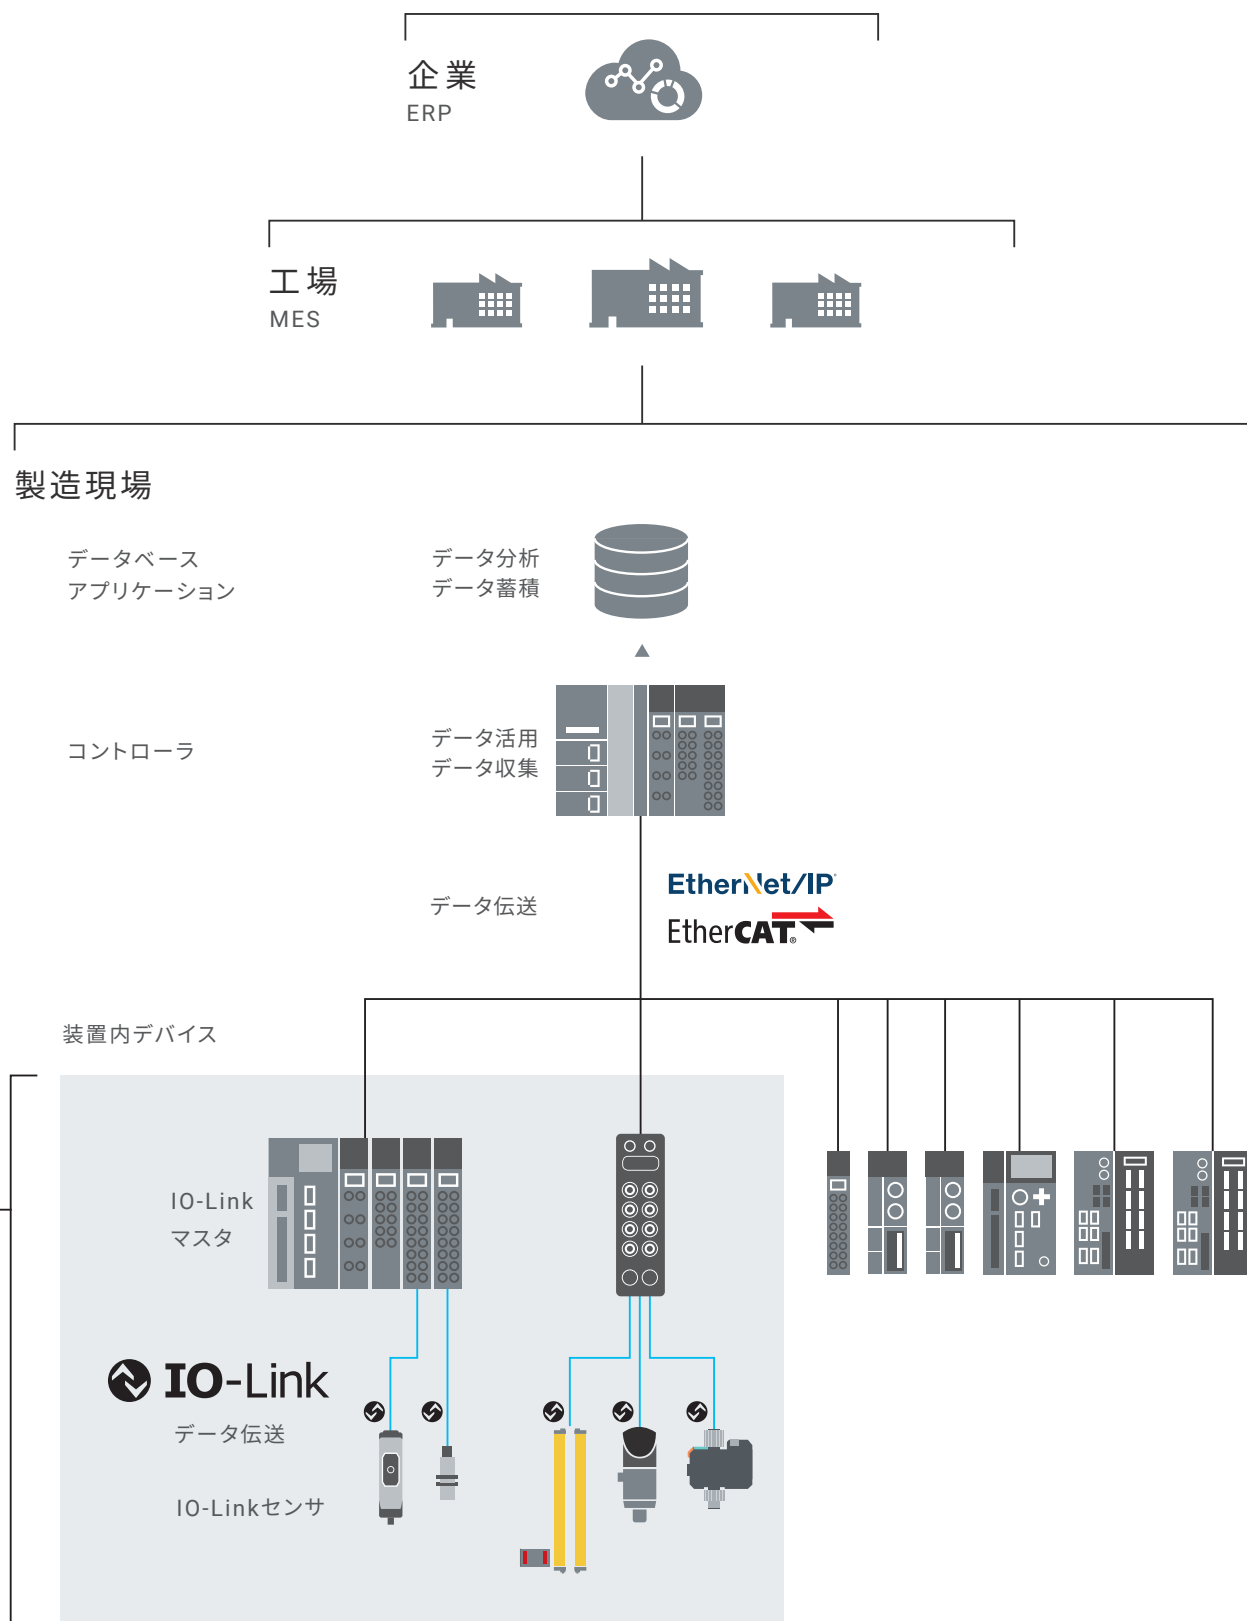 企業
ERP
工場
MES
製造現場
データベース
アプリケーション
データ分析
データ蓄積
コントローラ
データ活用
データ収集
データ伝送
EtherNet/IP
EtherCAT®
装置内デバイス
IO-Link
マスタ
IO-Link
データ伝送
IO-Linkセンサ